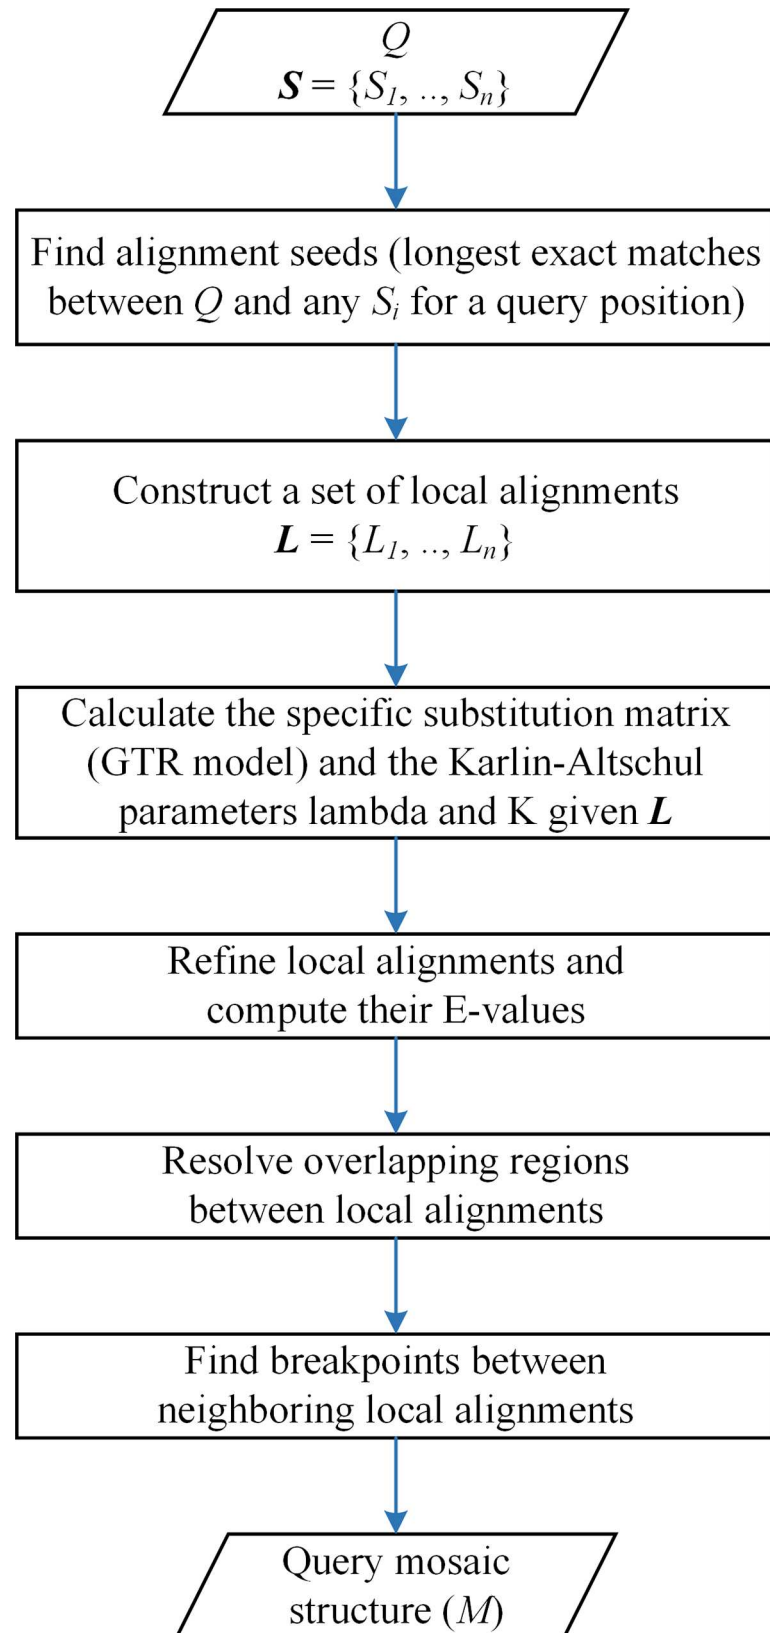 Q
S = {S1, .., Sn}
Find alignment seeds (longest exact matches
between Q and any Si for a query position)
Construct a set of local alignments
L = {L1, .., Ln}
Calculate the specific substitution matrix
(GTR model) and the Karlin-Altschul
parameters lambda and K given L
Refine local alignments and
compute their E-values
Resolve overlapping regions
between local alignments
Find breakpoints between
neighboring local alignments
Query mosaic
structure (M)